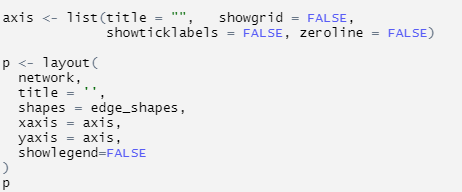 axis <- list(title = "",   showgrid = FALSE,
             showticklabels = FALSE, zeroline = FALSE)
p <- layout(
  network,
  title = '',
  shapes = edge_shapes,
  xaxis = axis,
  yaxis = axis,
  showlegend=FALSE
)
p